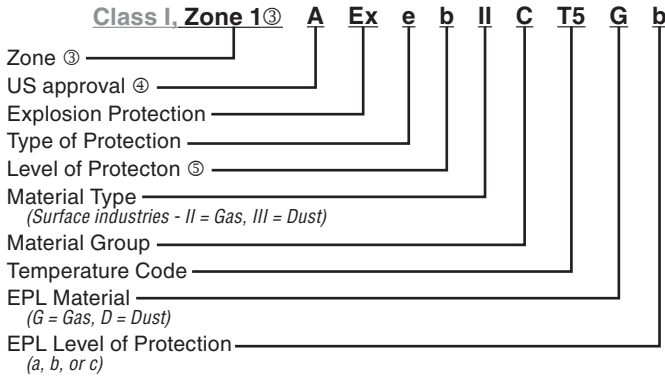 Class I, Zone 1③ A Ex e b II C T5 G b
Zone ③
US approval ④
Explosion Protection
Type of Protection
Level of Protecton ⑤
Material Type
(Surface industries - II = Gas, III = Dust)
Material Group
Temperature Code
EPL Material
(G = Gas, D = Dust)
EPL Level of Protection
(a, b, or c)